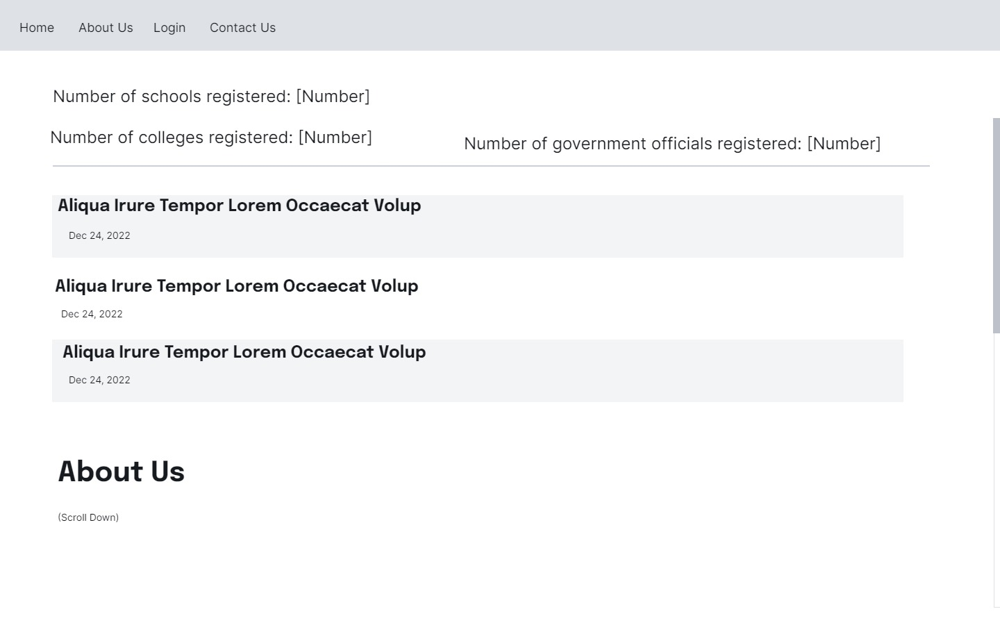 Home About Us Login Contact Us
Number of schools registered: [Number]
Number of colleges registered: [Number]
Number of government officials registered: [Number]
Aliqua Irure Tempor Lorem Occaecat Volup
Dec 24, 2022
Aliqua Irure Tempor Lorem Occaecat Volup
Dec 24, 2022
Aliqua Irure Tempor Lorem Occaecat Volup
Dec 24, 2022
About Us
(Scroll Down)